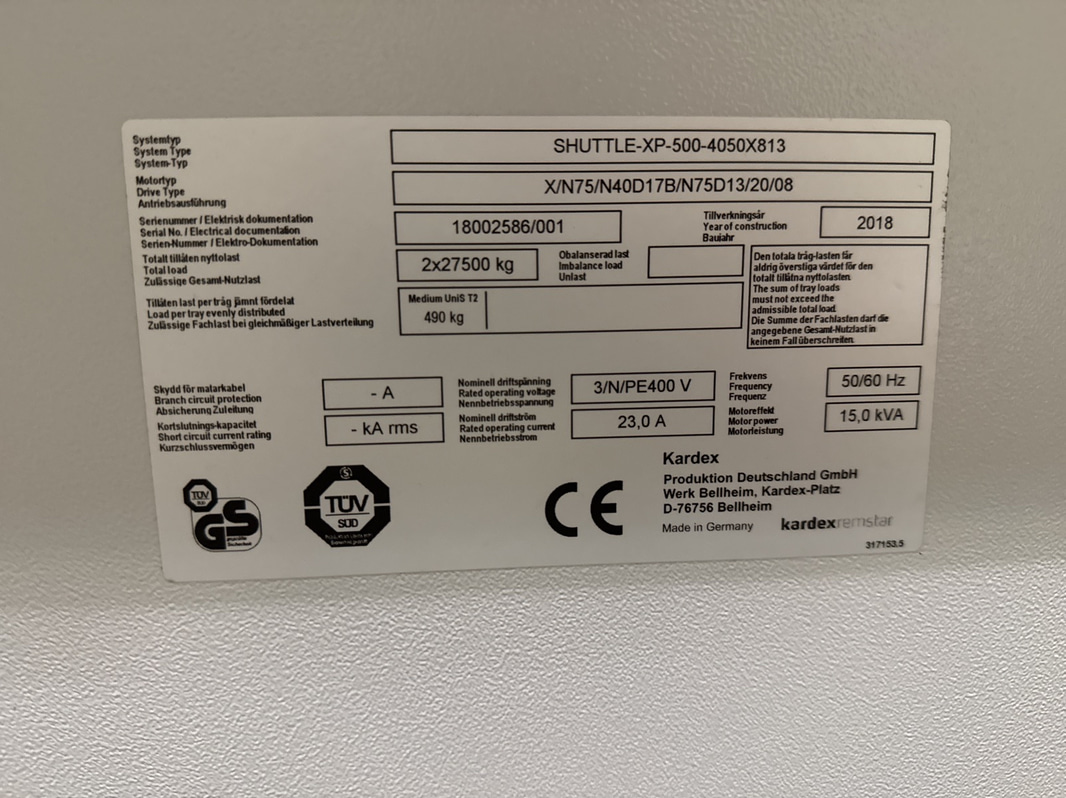 Systemtyp
System Type
System-Typ
SHUTTLE-XP-500-4050X813
Motortyp
Drive Type
Antriebsausführung
X/N75/N40D17B/N75D13/20/08
Serienummer / Elektrisk dokumentation
Serial No. / Electrical documentation
Serien-Nummer / Elektro-Dokumentation
18002586/001
Tillverkningsår
Year of construction
Baujahr
2018
Totalt tillåten nyttolast
Total load
Zulässige Gesamt-Nutzlast
2x27500 kg
Obalanserad last
Imbalance load
Unlast
Den totala tråg-lasten får
aldrig överstiga värdet för den
totalt tillåtna nyttolasten.
The sum of tray loads
must not exceed the
admissible total load
Die Summe der Fachlasten darf die
angegebene Gesamt-Nutzlast in
keinem Fall überschreiten.
Tillåten last per tråg jämnt fördelat
Load per tray evenly distributed
Zulässige Fachlast bei gleichmäßiger Lastverteilung
Medium UniS T2
490 kg
Skydd för matarkabel
Branch circuit protection
Absicherung Zuleitung
- A
Nominell driftspänning
Rated operating voltage
Nennbetriebsspannung
3/N/PE400 V
Frekvens
Frequency
Frequenz
50/60 Hz
Kortslutnings-kapacitet
Short circuit current rating
Kurzschlussvermögen
- kA rms
Nominell driftström
Rated operating current
Nennbetriebsstrom
23,0 A
Motoreffekt
Motor power
Motorleistung
15,0 kVA
TÜV
SÜD
GS
geprüfte
Sicherheit
S
TÜV
SÜD
CE
Kardex
Produktion Deutschland GmbH
Werk Bellheim, Kardex-Platz
D-76756 Bellheim
Made in Germany
kardexremstar
317153.5